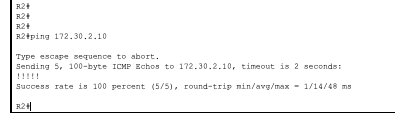 R2#
R2#
R2#
R2#ping 172.30.2.10
Type escape sequence to abort.
Sending 5, 100-byte ICMP Echos to 172.30.2.10, timeout is 2 seconds:
!!!!!
Success rate is 100 percent (5/5), round-trip min/avg/max = 1/14/48 ms
R2#